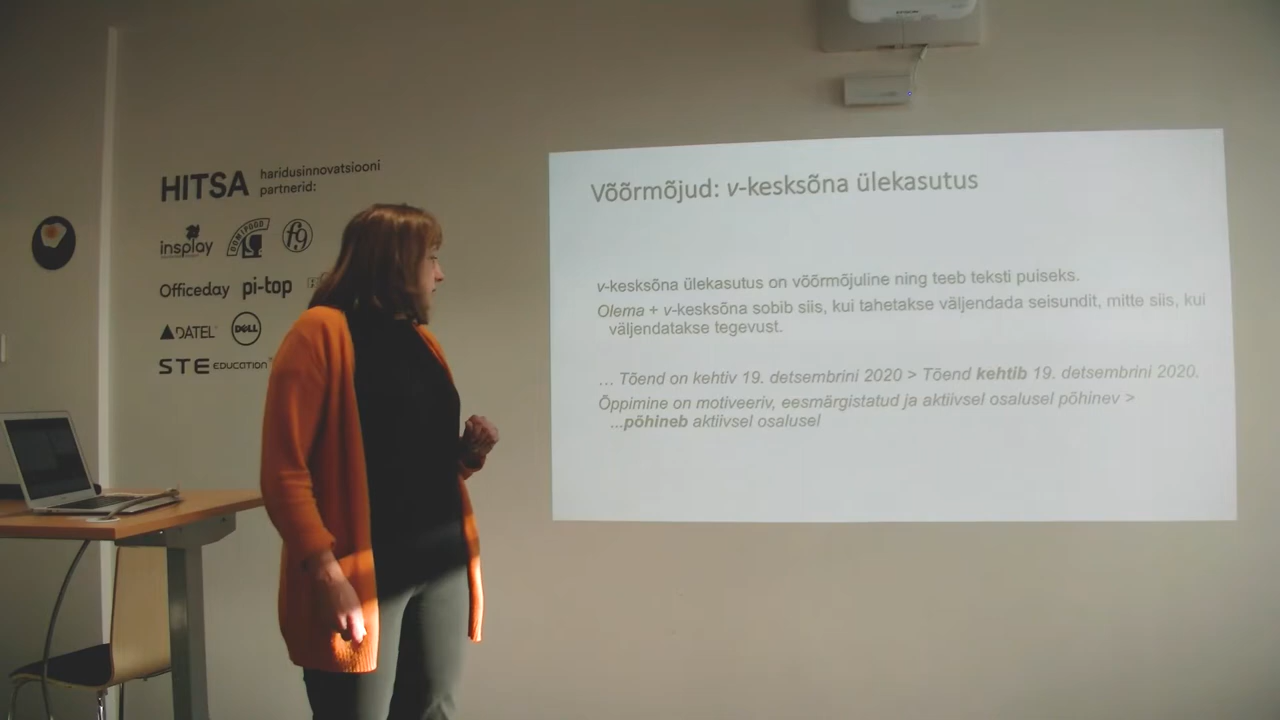 EPSON
HITSA
haridusinnovatsiooni
partnerid:
insplay
DOMIPOOD
f9
Officeday
pi-top
DATEL
DELL
STE EDUCATION
Võõrmõjud: v-kesksõna ülekasutus
v-kesksõna ülekasutus on võõrmõjuline ning teeb teksti puiseks.
Olema + v-kesksõna sobib siis, kui tahetakse väljendada seisundit, mitte siis, kui
väljendatakse tegevust.
… Tõend on kehtiv 19. detsembrini 2020 > Tõend kehtib 19. detsembrini 2020.
Õppimine on motiveeriv, eesmärgistatud ja aktiivsel osalusel põhinev >
...põhineb aktiivsel osalusel